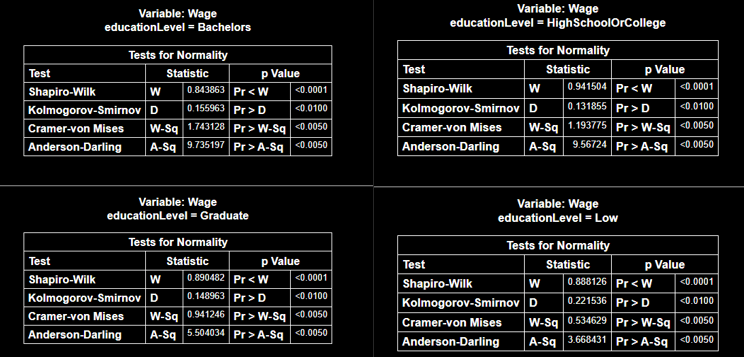 Variable: Wage
educationLevel = Bachelors
Tests for Normality
Test Statistic p Value
Shapiro-Wilk W 0.843863 Pr < W <0.0001
Kolmogorov-Smirnov D 0.155963 Pr > D <0.0100
Cramer-von Mises W-Sq 1.743128 Pr > W-Sq <0.0050
Anderson-Darling A-Sq 9.735197 Pr > A-Sq <0.0050
Variable: Wage
educationLevel = HighSchoolOrCollege
Tests for Normality
Test Statistic p Value
Shapiro-Wilk W 0.941504 Pr < W <0.0001
Kolmogorov-Smirnov D 0.131855 Pr > D <0.0100
Cramer-von Mises W-Sq 1.193775 Pr > W-Sq <0.0050
Anderson-Darling A-Sq 9.56724 Pr > A-Sq <0.0050
Variable: Wage
educationLevel = Graduate
Tests for Normality
Test Statistic p Value
Shapiro-Wilk W 0.890482 Pr < W <0.0001
Kolmogorov-Smirnov D 0.148963 Pr > D <0.0100
Cramer-von Mises W-Sq 0.941246 Pr > W-Sq <0.0050
Anderson-Darling A-Sq 5.504034 Pr > A-Sq <0.0050
Variable: Wage
educationLevel = Low
Tests for Normality
Test Statistic p Value
Shapiro-Wilk W 0.888126 Pr < W <0.0001
Kolmogorov-Smirnov D 0.221536 Pr > D <0.0100
Cramer-von Mises W-Sq 0.534629 Pr > W-Sq <0.0050
Anderson-Darling A-Sq 3.668431 Pr > A-Sq <0.0050